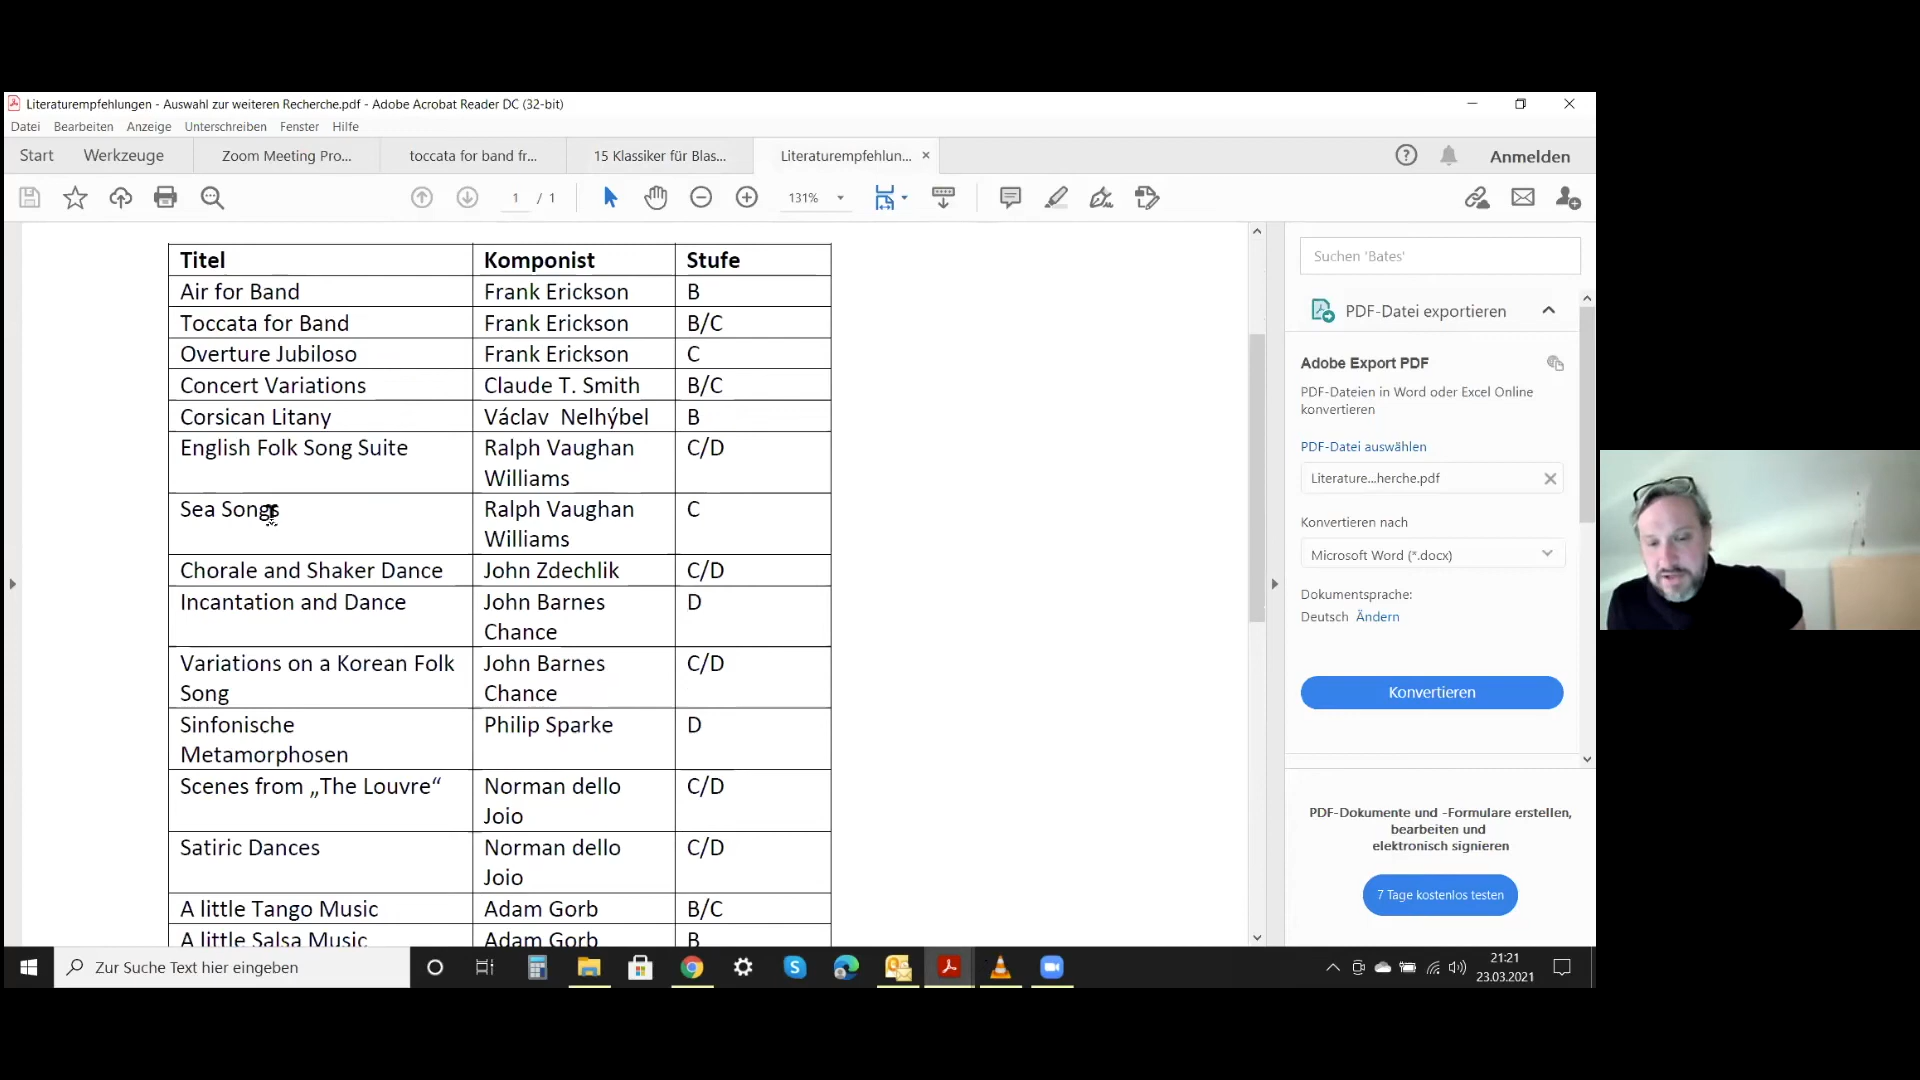 Literaturempfehlungen - Auswahl zur weiteren Recherche.pdf - Adobe Acrobat Reader DC (32-bit)
Datei Bearbeiten Anzeige Unterschreiben Fenster Hilfe
Start Werkzeuge Zoom Meeting Pro... toccata for band fr... 15 Klassiker für Blas... Literaturempfehlun... × Anmelden
1 / 1 131%
Titel Komponist Stufe
Air for Band Frank Erickson B
Toccata for Band Frank Erickson B/C
Overture Jubiloso Frank Erickson C
Concert Variations Claude T. Smith B/C
Corsican Litany Václav Nelhýbel B
English Folk Song Suite Ralph Vaughan C/D
Williams
Sea Songs Ralph Vaughan C
Williams
Chorale and Shaker Dance John Zdechlik C/D
Incantation and Dance John Barnes D
Chance
Variations on a Korean Folk John Barnes C/D
Song Chance
Sinfonische Philip Sparke D
Metamorphosen
Scenes from „The Louvre“ Norman dello C/D
Joio
Satiric Dances Norman dello C/D
Joio
A little Tango Music Adam Gorb B/C
A little Salsa Music Adam Gorb B
Suchen 'Bates'
PDF-Datei exportieren
Adobe Export PDF
PDF-Dateien in Word oder Excel Online
konvertieren
PDF-Datei auswählen
Literature...herche.pdf
Konvertieren nach
Microsoft Word (*.docx)
Dokumentsprache:
Deutsch Ändern
Konvertieren
PDF-Dokumente und -Formulare erstellen,
bearbeiten und
elektronisch signieren
7 Tage kostenlos testen
Zur Suche Text hier eingeben
21:21
23.03.2021